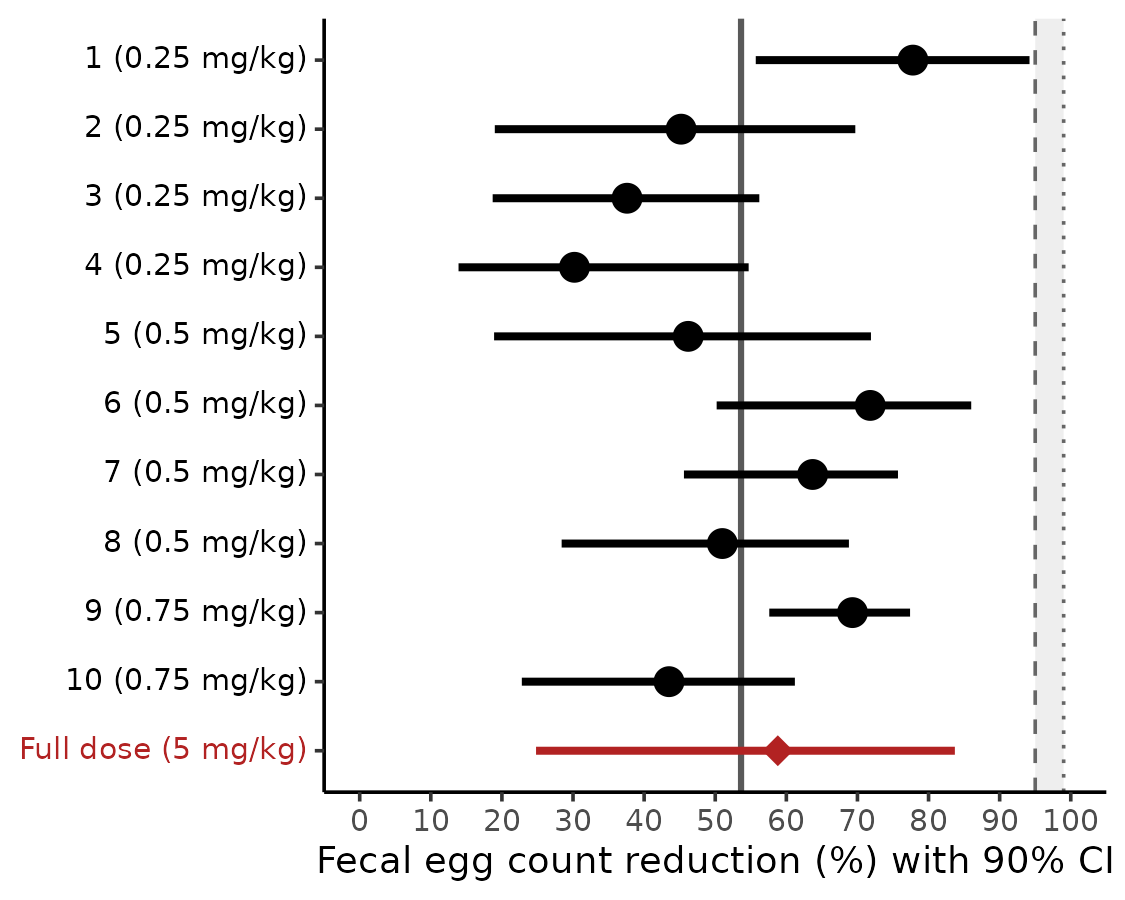 1 (0.25 mg/kg)
2 (0.25 mg/kg)
3 (0.25 mg/kg)
4 (0.25 mg/kg)
5 (0.5 mg/kg)
6 (0.5 mg/kg)
7 (0.5 mg/kg)
8 (0.5 mg/kg)
9 (0.75 mg/kg)
10 (0.75 mg/kg)
Full dose (5 mg/kg)
0 10 20 30 40 50 60 70 80 90 100
Fecal egg count reduction (%) with 90% CI